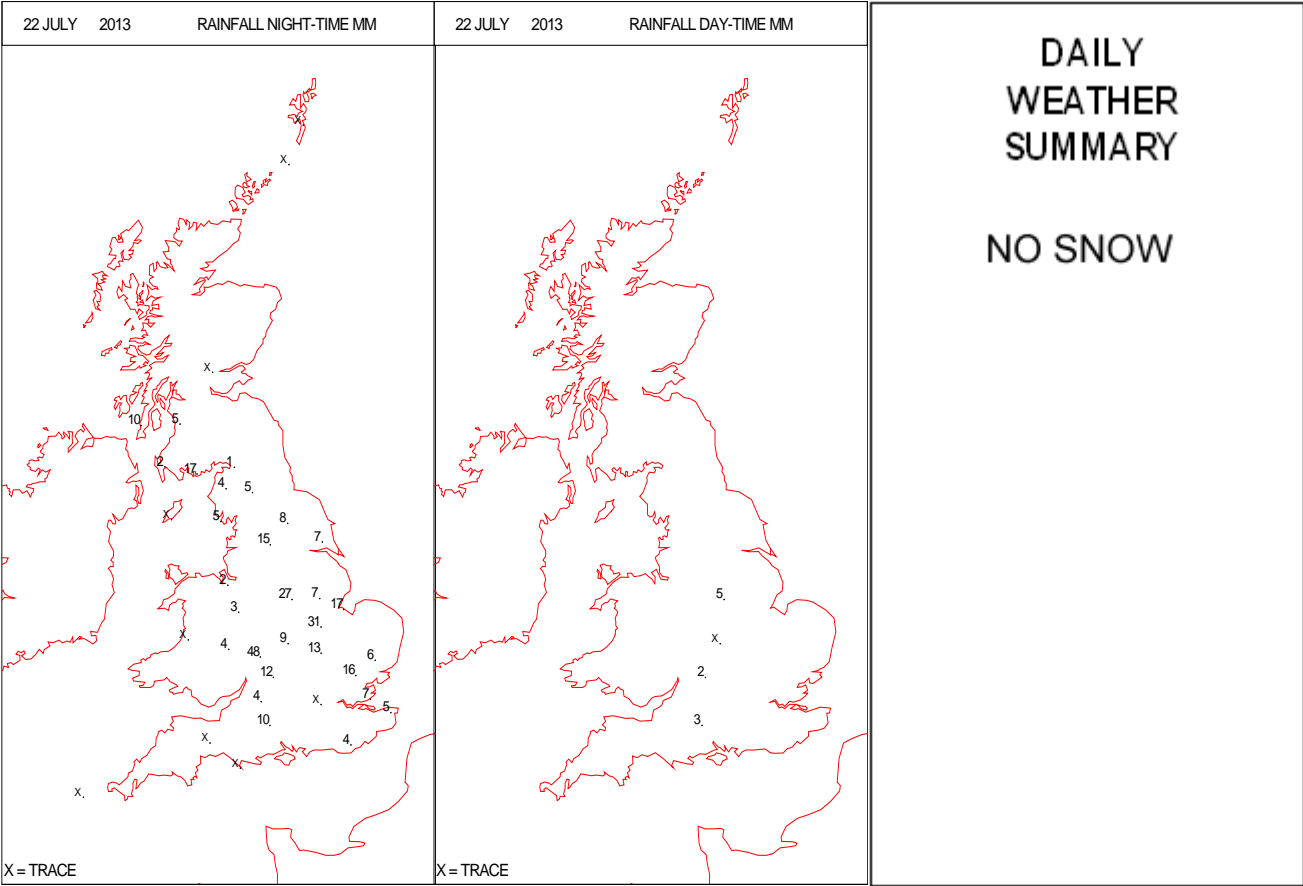 22 JULY 2013 RAINFALL NIGHT-TIME MM
X
X.
X.
10.
5.
2.
17.
1.
4.
5.
X
5.
8.
15.
7.
2.
27.
7.
17.
3.
31.
X.
4.
48.
9.
13.
6.
12.
16.
4.
X.
7.
5.
10.
X.
4.
X.
X.
X = TRACE
22 JULY 2013 RAINFALL DAY-TIME MM
5.
X.
2.
3.
X = TRACE
DAILY
WEATHER
SUMMARY
NO SNOW